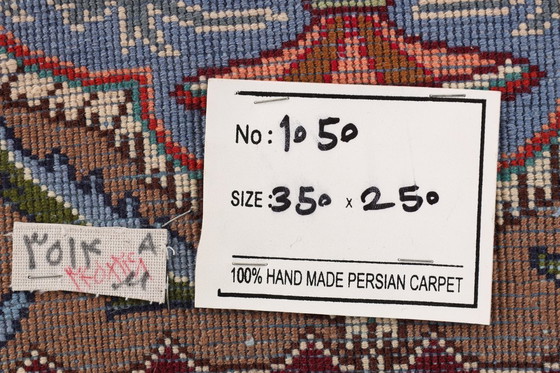 No: 1050
SIZE: 350 x 250
100% HAND MADE PERSIAN CARPET